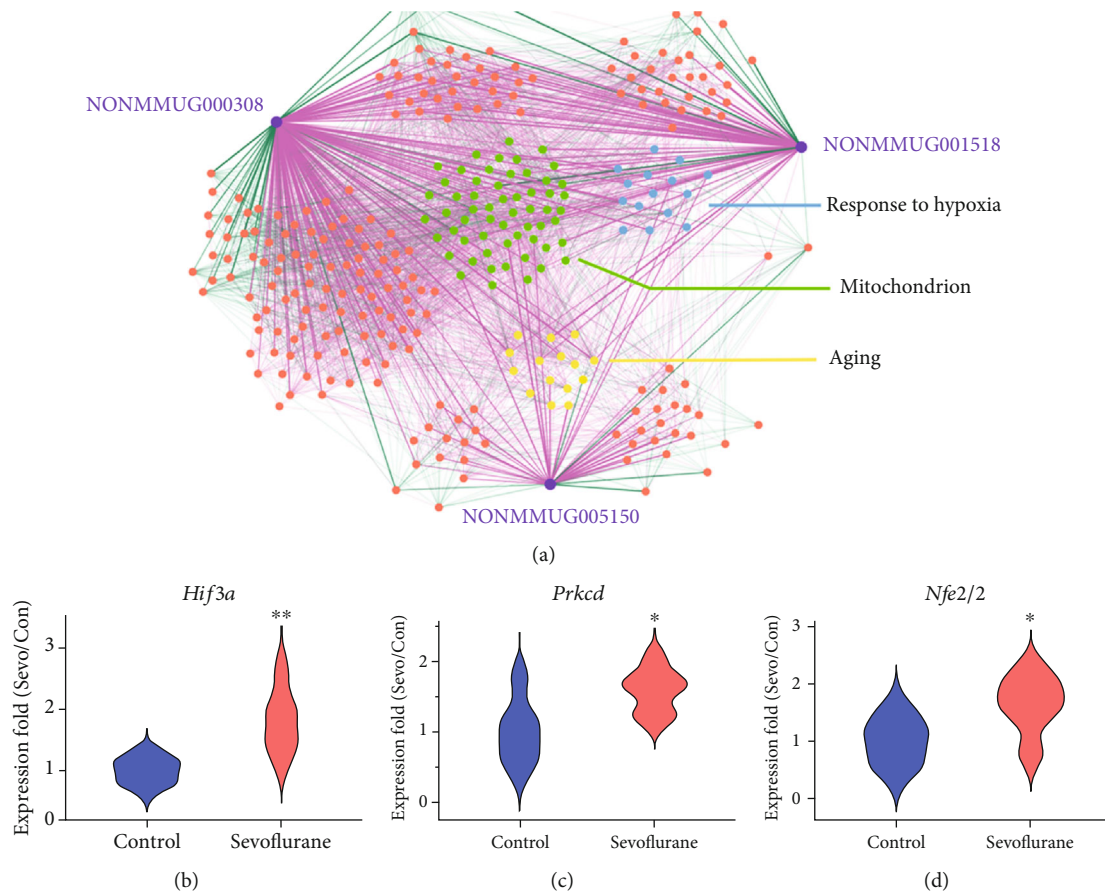 NONMMUG000308
NONMMUG001518
Response to hypoxia
Mitochondrion
Aging
NONMMUG005150
(a)
Hif3a
**
Expression fold (Sevo/Con)
3
2
1
0
Control
Sevoflurane
(b)
Prkcd
*
Expression fold (Sevo/Con)
2
1
0
Control
Sevoflurane
(c)
Nfe2/2
*
Expression fold (Sevo/Con)
3
2
1
0
Control
Sevoflurane
(d)